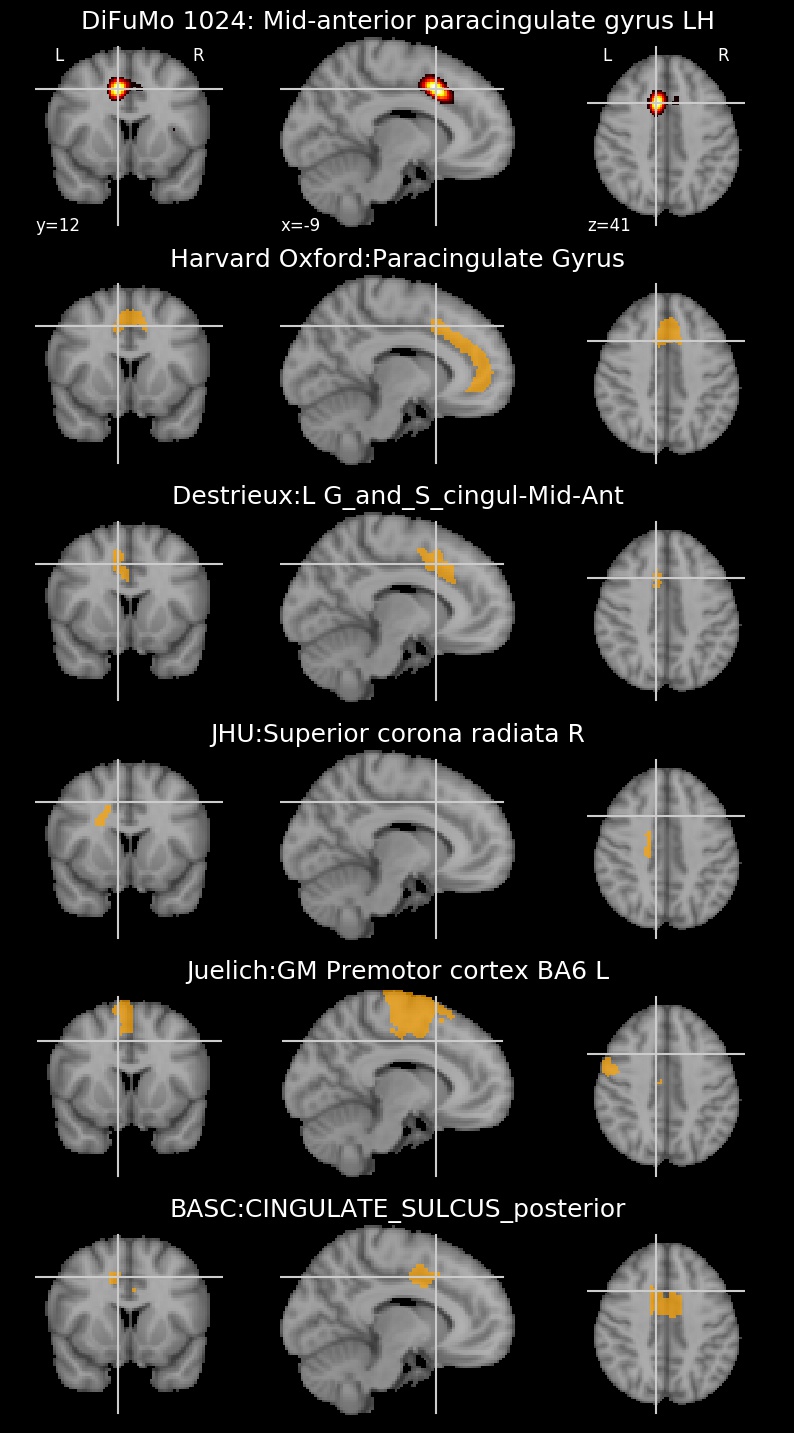 DiFuMo 1024: Mid-anterior paracingulate gyrus LH
L R L R
y=12 x=-9 z=41
Harvard Oxford:Paracingulate Gyrus
Destrieux:L G_and_S_cingul-Mid-Ant
JHU:Superior corona radiata R
Juelich:GM Premotor cortex BA6 L
BASC:CINGULATE_SULCUS_posterior